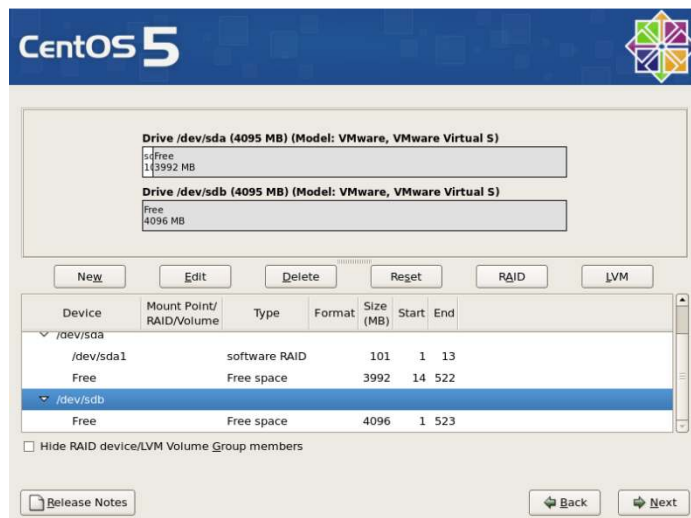 CentOS 5
Drive /dev/sda (4095 MB) (Model: VMware, VMware Virtual S)
Free
3992 MB
Drive /dev/sdb (4095 MB) (Model: VMware, VMware Virtual S)
Free
4096 MB
New Edit Delete Reset RAID LVM
Device Mount Point/ RAID/Volume Type Format Size (MB) Start End
/dev/sda
/dev/sda1 software RAID 101 1 13
Free Free space 3992 14 522
/dev/sdb
Free Free space 4096 1 523
Hide RAID device/LVM Volume Group members
Release Notes Back Next